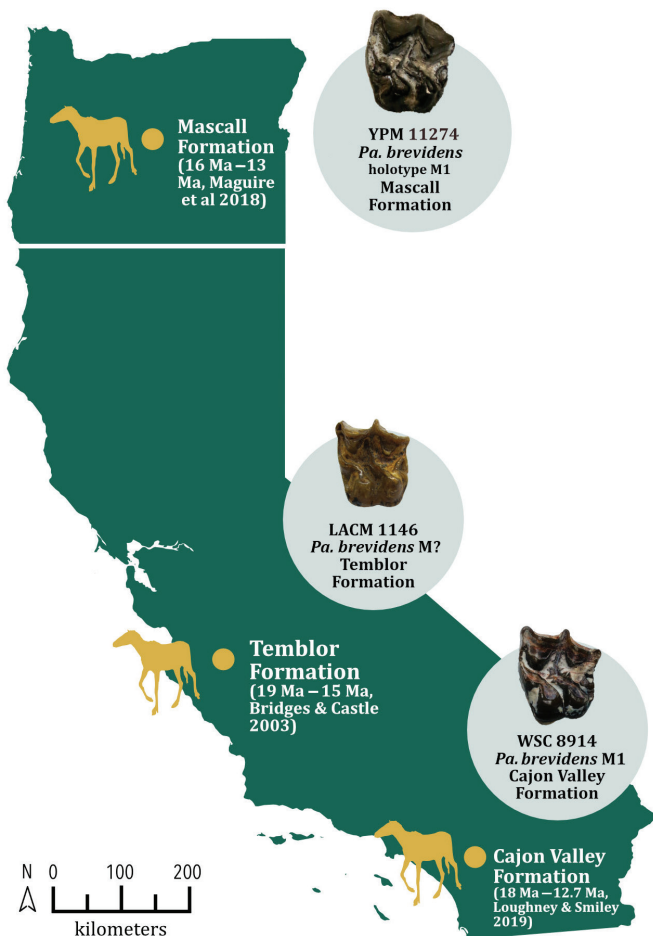 Mascall
Formation
(16 Ma—13
Ma, Maguire
et al 2018)
YPM 11274
Pa. brevidens
holotype M1
Mascall
Formation
LACM 1146
Pa. brevidens M?
Temblor
Formation
Temblor
Formation
(19 Ma—15 Ma,
Bridges & Castle
2003)
WSC 8914
Pa. brevidens M1
Cajon Valley
Formation
Cajon Valley
Formation
(18 Ma—12.7 Ma,
Loughney & Smiley
2019)
N 0 100 200
kilometers